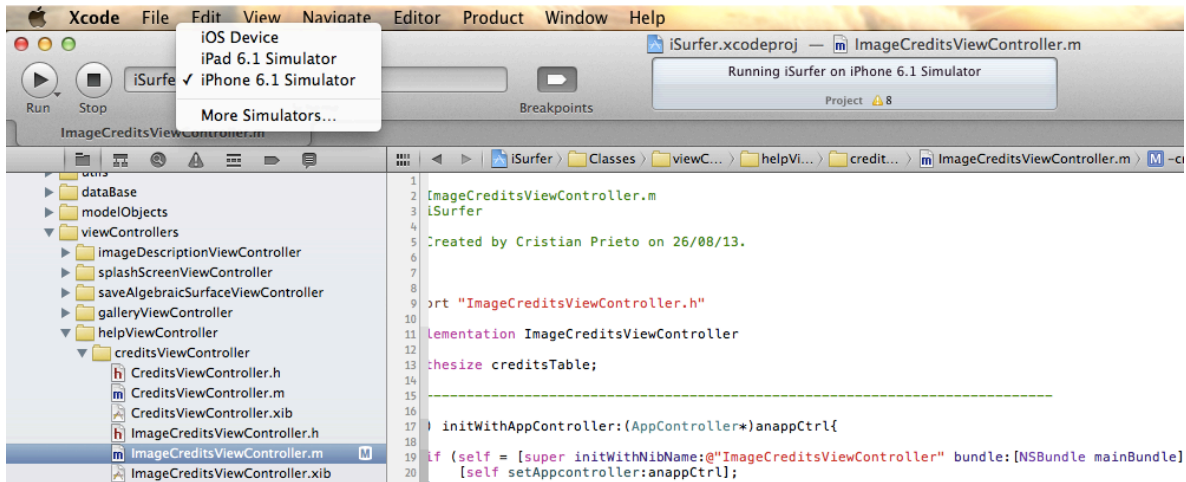 Xcode File Edit View Navigate Editor Product Window Help
iOS Device
iPad 6.1 Simulator
✓ iPhone 6.1 Simulator
More Simulators...
iSurfer.xcodeproj — ImageCreditsViewController.m
iSurfe
Running iSurfer on iPhone 6.1 Simulator
Project 8
Run Stop Breakpoints
ImageCreditsViewController.m
iSurfer Classes viewC... helpVi... credit... ImageCreditsViewController.m M
utils
dataBase
modelObjects
viewControllers
imageDescriptionViewController
splashScreenViewController
saveAlgebraicSurfaceViewController
galleryViewController
helpViewController
creditsViewController
h CreditsViewController.h
m CreditsViewController.m
CreditsViewController.xib
h ImageCreditsViewController.h
m ImageCreditsViewController.m M
ImageCreditsViewController.xib
1
2 ImageCreditsViewController.m
3 iSurfer
4
5 Created by Cristian Prieto on 26/08/13.
6
7
8
9 ort "ImageCreditsViewController.h"
10
11 lementation ImageCreditsViewController
12
13 thesize creditsTable;
14
15 --------------------------------------------------------------------------------
16
17 ) initWithAppController:(AppController*)anappCtrl{
18
19 if (self = [super initWithNibName:@"ImageCreditsViewController" bundle:[NSBundle mainBundle]
20 [self setAppcontroller:anappCtrl];